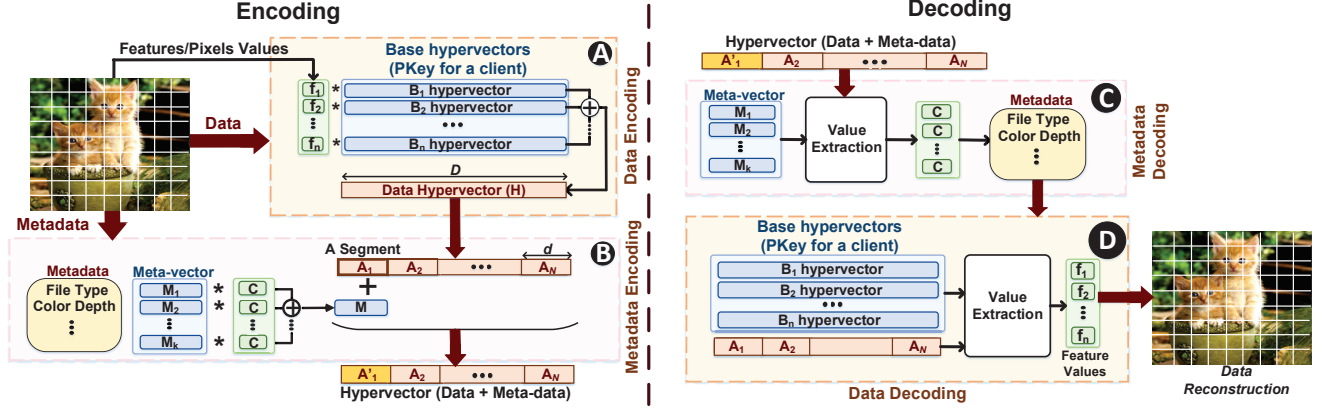 Encoding
Features/Pixels Values
Base hypervectors
(PKey for a client)
A
f1 * B1 hypervector
f2 * B2 hypervector
+
fn * Bn hypervector
Data
D
Data Hypervector (H)
Data Encoding
Metadata
A Segment
d
B
A1 A2 ••• AN
+
M
Metadata
File Type
Color Depth
Meta-vector
M1 * C
M2 * C
Mk * C
+
Metadata Encoding
A'1 A2 ••• AN
Hypervector (Data + Meta-data)
Decoding
Hypervector (Data + Meta-data)
A'1 A2 ••• AN
Meta-vector
M1
M2
Mk
Value
Extraction
C
C
C
Metadata
File Type
Color Depth
C
Metadata
Decoding
Base hypervectors
(PKey for a client)
B1 hypervector
B2 hypervector
•••
Bn hypervector
A1 A2 AN
Value
Extraction
D
f1
f2
fn
Feature
Values
Data Decoding
Data
Reconstruction